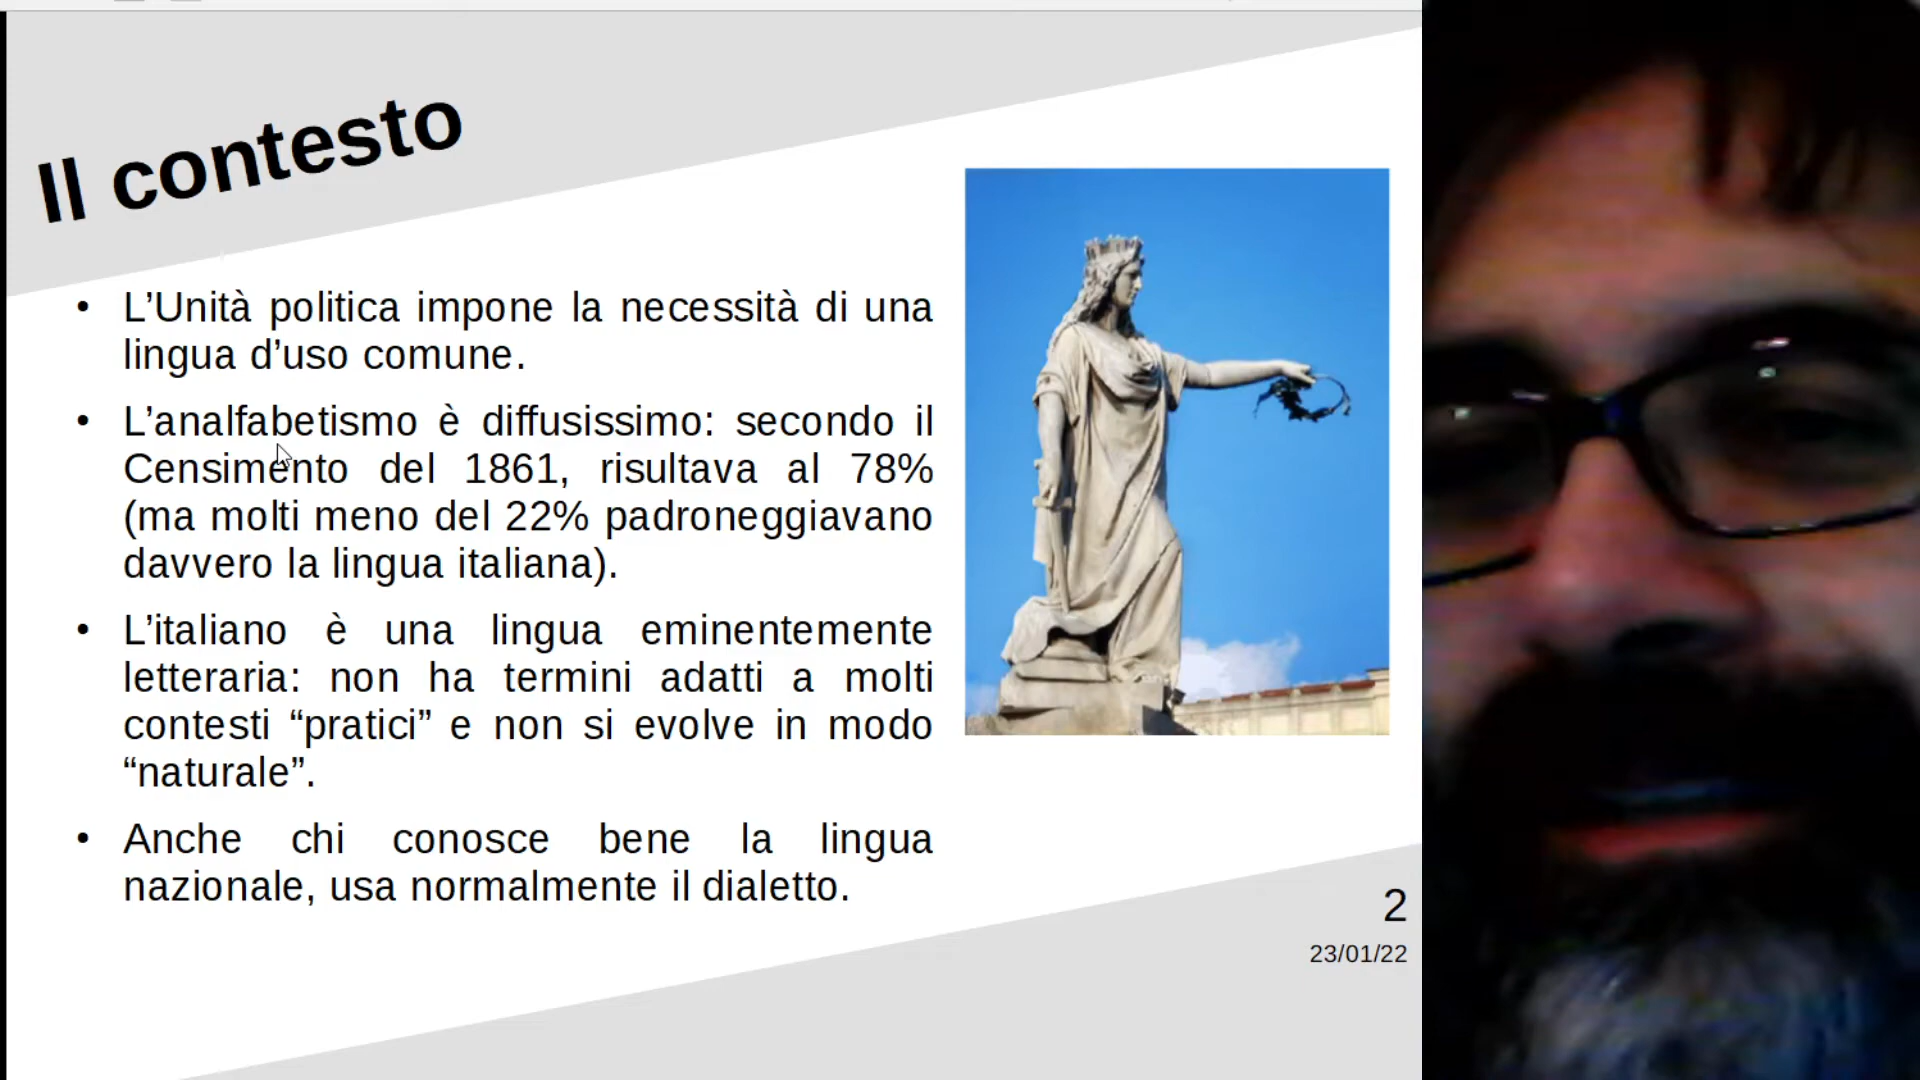 Il contesto
• L’Unità politica impone la necessità di una
lingua d’uso comune.
• L’analfabetismo è diffusissimo: secondo il
Censimento del 1861, risultava al 78%
(ma molti meno del 22% padroneggiavano
davvero la lingua italiana).
• L’italiano è una lingua eminentemente
letteraria: non ha termini adatti a molti
contesti “pratici” e non si evolve in modo
“naturale”.
• Anche chi conosce bene la lingua
nazionale, usa normalmente il dialetto.
2
23/01/22